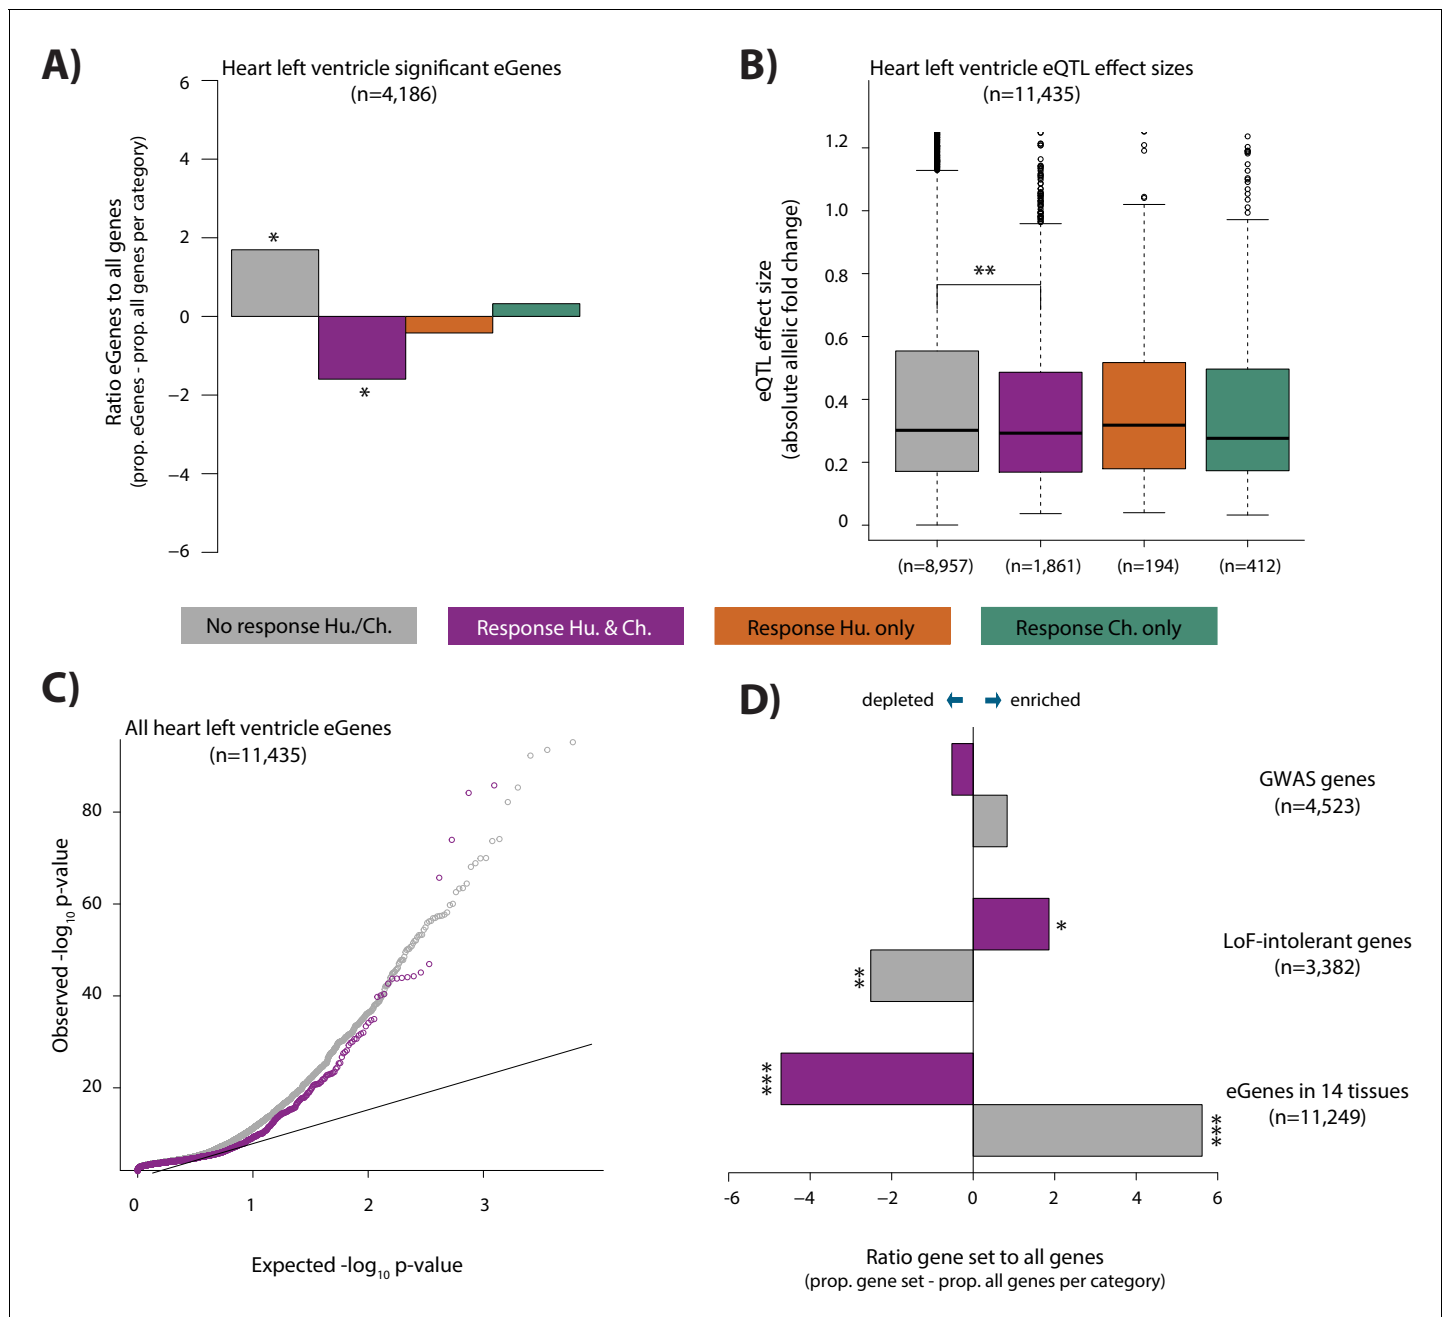 A)
Heart left ventricle significant eGenes
(n=4,186)
Ratio eGenes to all genes
(prop. eGenes - prop. all genes per category)
6
4
2
0
−2
−4
−6
*
*
B)
Heart left ventricle eQTL effect sizes
(n=11,435)
eQTL effect size
(absolute allelic fold change)
1.2
1.0
0.8
0.6
0.4
0.2
0
**
(n=8,957) (n=1,861) (n=194) (n=412)
No response Hu./Ch. Response Hu. & Ch. Response Hu. only Response Ch. only
C)
All heart left ventricle eGenes
(n=11,435)
Observed -log10 p-value
80
60
40
20
0 1 2 3
Expected -log10 p-value
D)
depleted enriched
GWAS genes
(n=4,523)
*
LoF-intolerant genes
(n=3,382)
**
***
eGenes in 14 tissues
(n=11,249)
***
-6 −4 −2 0 2 4 6
Ratio gene set to all genes
(prop. gene set - prop. all genes per category)